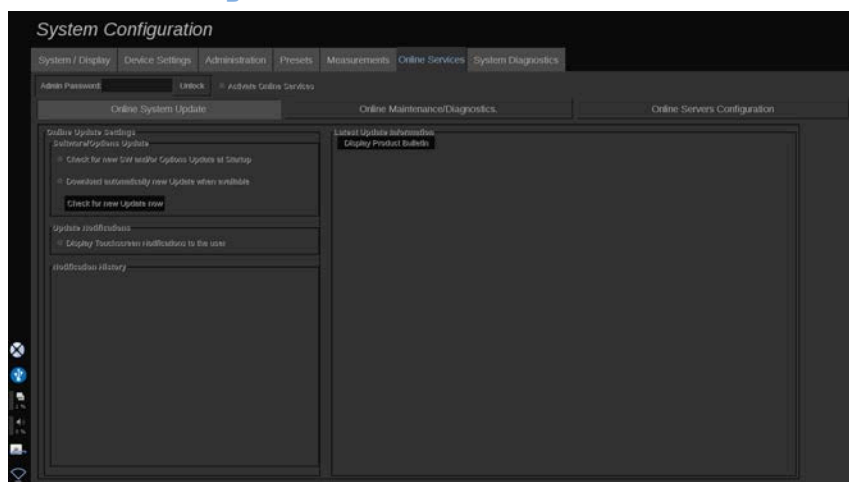 System Configuration
System / Display Device Settings Administration Presets Measurements Online Services System Diagnostics
Admin Password: Unlock Activate Online Services
Online System Update Online Maintenance/Diagnostics. Online Servers Configuration
Online Update Settings Latest Update Information
Software/Options Update Display Product Bulletin
Check for new SW and/or Options Update at Startup
Download automatically new Update when available
Check for new Update now
Update Notifications
Display Touchscreen Notifications to the user
Notification History